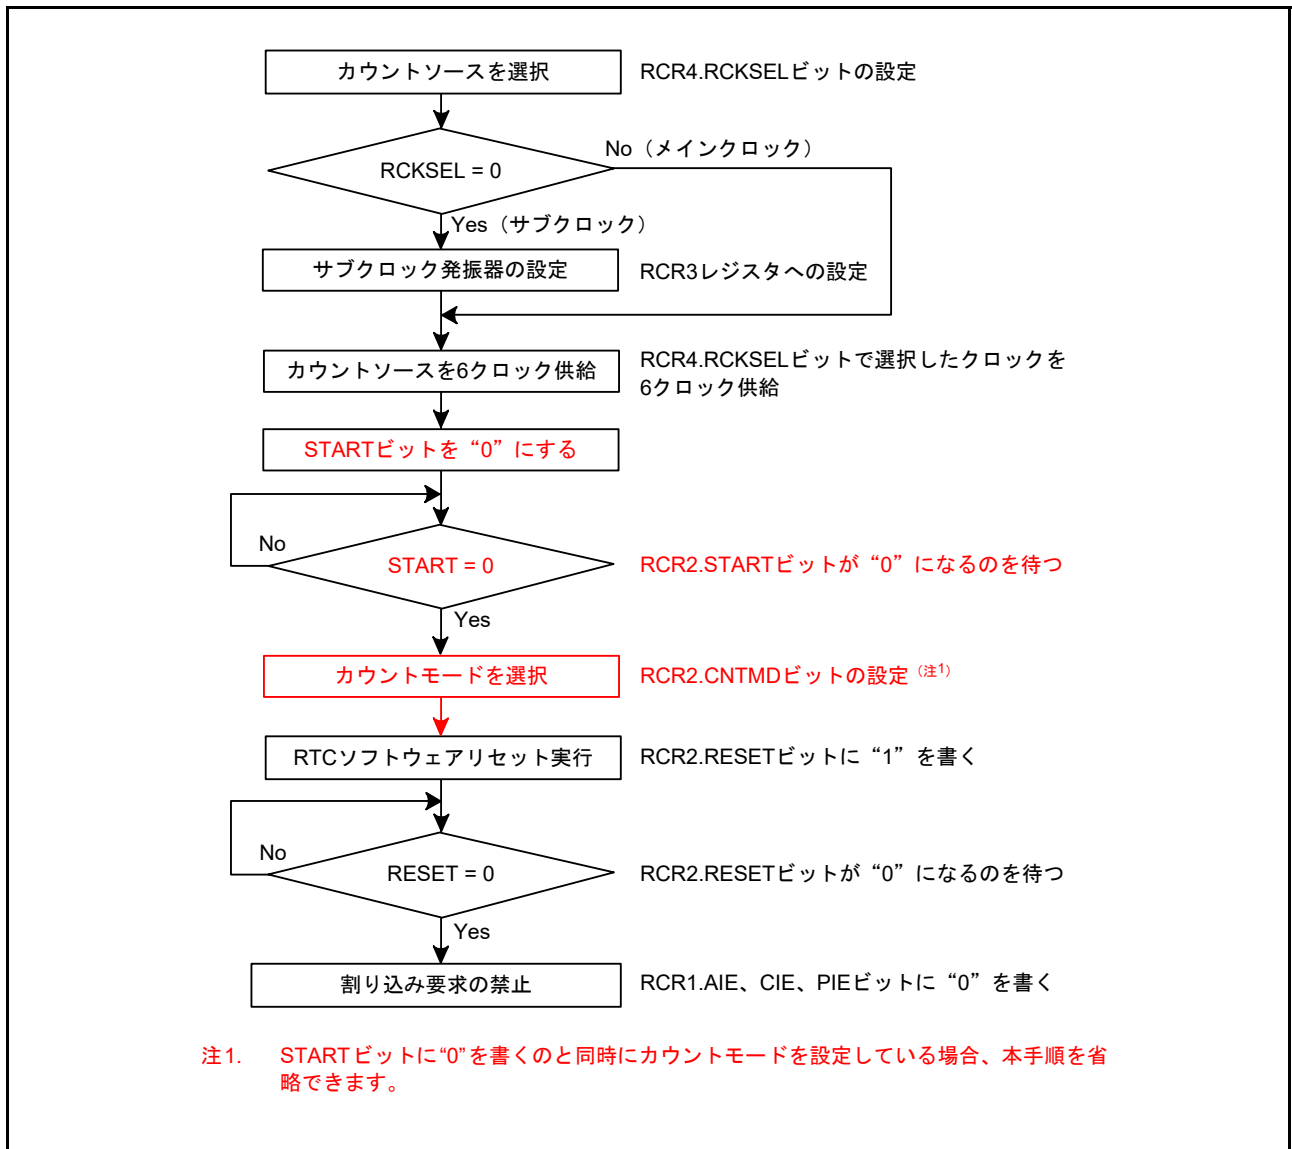 カウントソースを選択
RCR4.RCKSELビットの設定
RCKSEL = 0
No（メインクロック）
Yes（サブクロック）
サブクロック発振器の設定
RCR3レジスタへの設定
カウントソースを6クロック供給
RCR4.RCKSELビットで選択したクロックを
6クロック供給
STARTビットを“0”にする
No
START = 0
RCR2.STARTビットが“0”になるのを待つ
Yes
カウントモードを選択
RCR2.CNTMDビットの設定（注1）
RTCソフトウェアリセット実行
RCR2.RESETビットに“1”を書く
No
RESET = 0
RCR2.RESETビットが“0”になるのを待つ
Yes
割り込み要求の禁止
RCR1.AIE、CIE、PIEビットに“0”を書く
注1. STARTビットに“0”を書くのと同時にカウントモードを設定している場合、本手順を省
略できます。